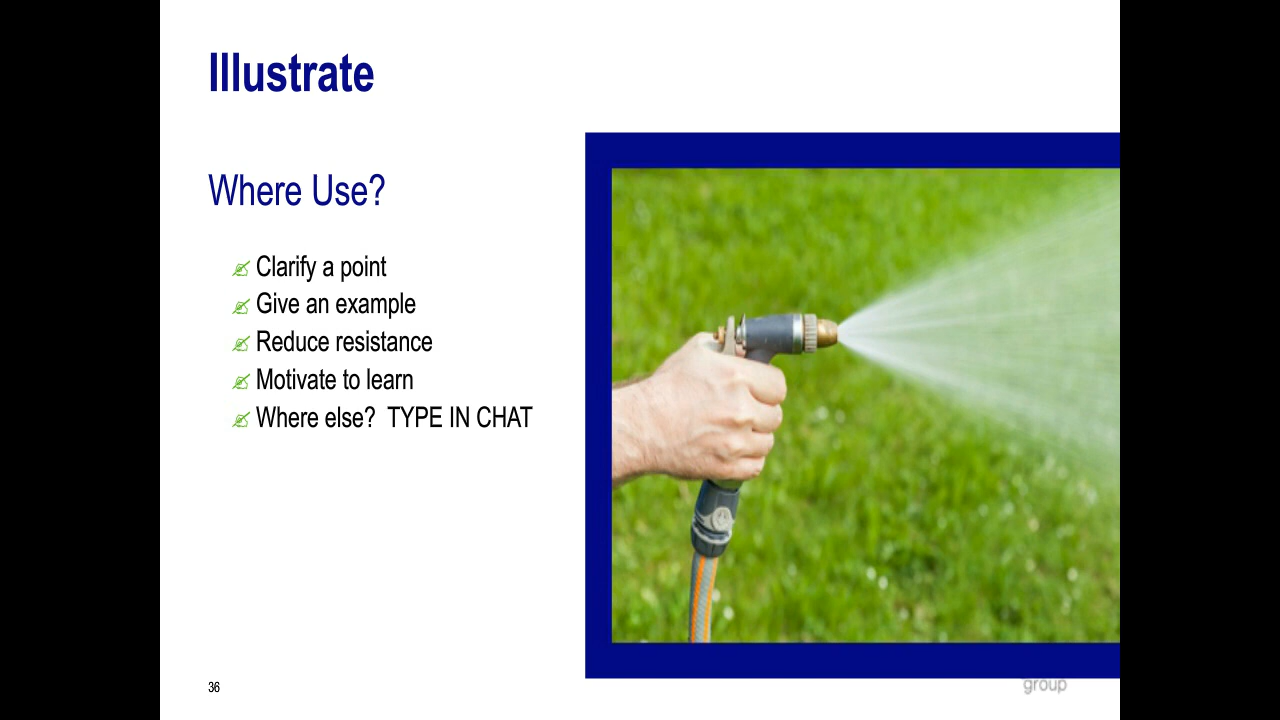 Illustrate
Where Use?
Clarify a point
Give an example
Reduce resistance
Motivate to learn
Where else?  TYPE IN CHAT
36
group